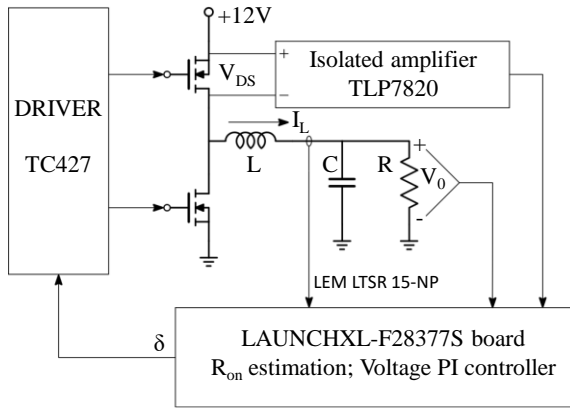 +12V
Isolated amplifier
TLP7820
+
V_DS
−
DRIVER
TC427
I_L
L
C
R
+
V_0
-
LEM LTSR 15-NP
δ
LAUNCHXL-F28377S board
R_on estimation; Voltage PI controller